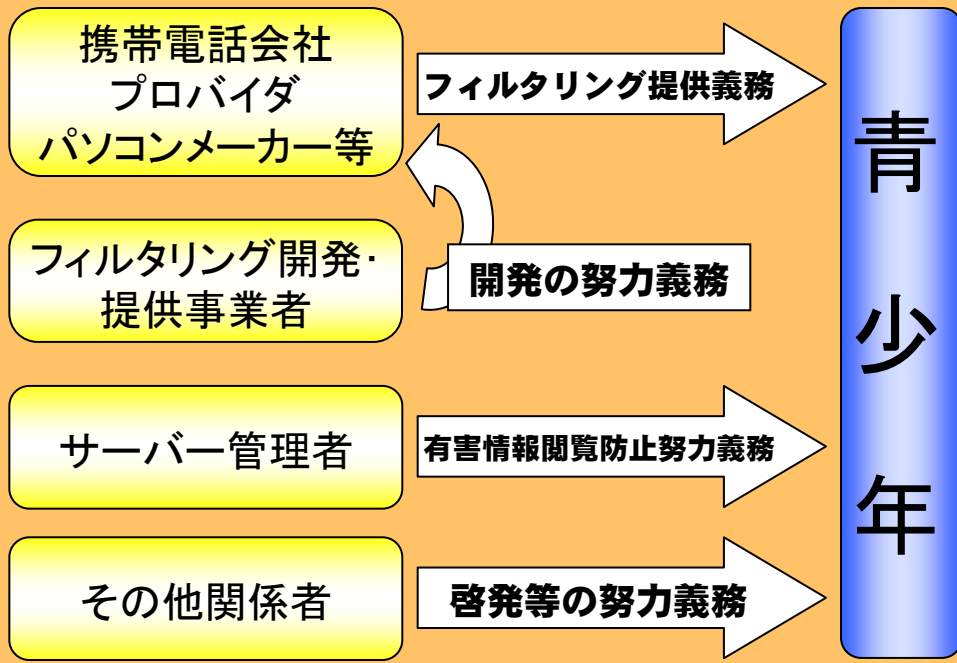 携帯電話会社
プロバイダ
パソコンメーカー等
フィルタリング提供義務
フィルタリング開発・
提供事業者
開発の努力義務
サーバー管理者
有害情報閲覧防止努力義務
その他関係者
啓発等の努力義務
青少年